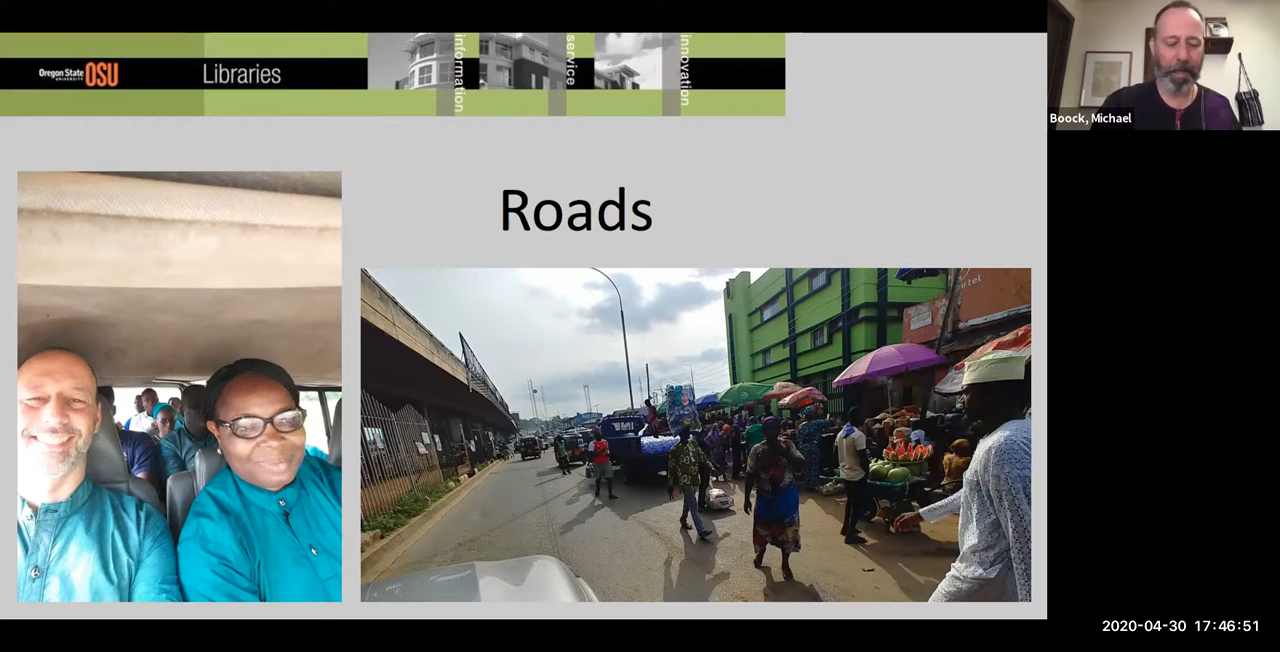 Oregon State
UNIVERSITY
OSU
Libraries
information
service
innovation
Boock, Michael
Roads
2020-04-30 17:46:51